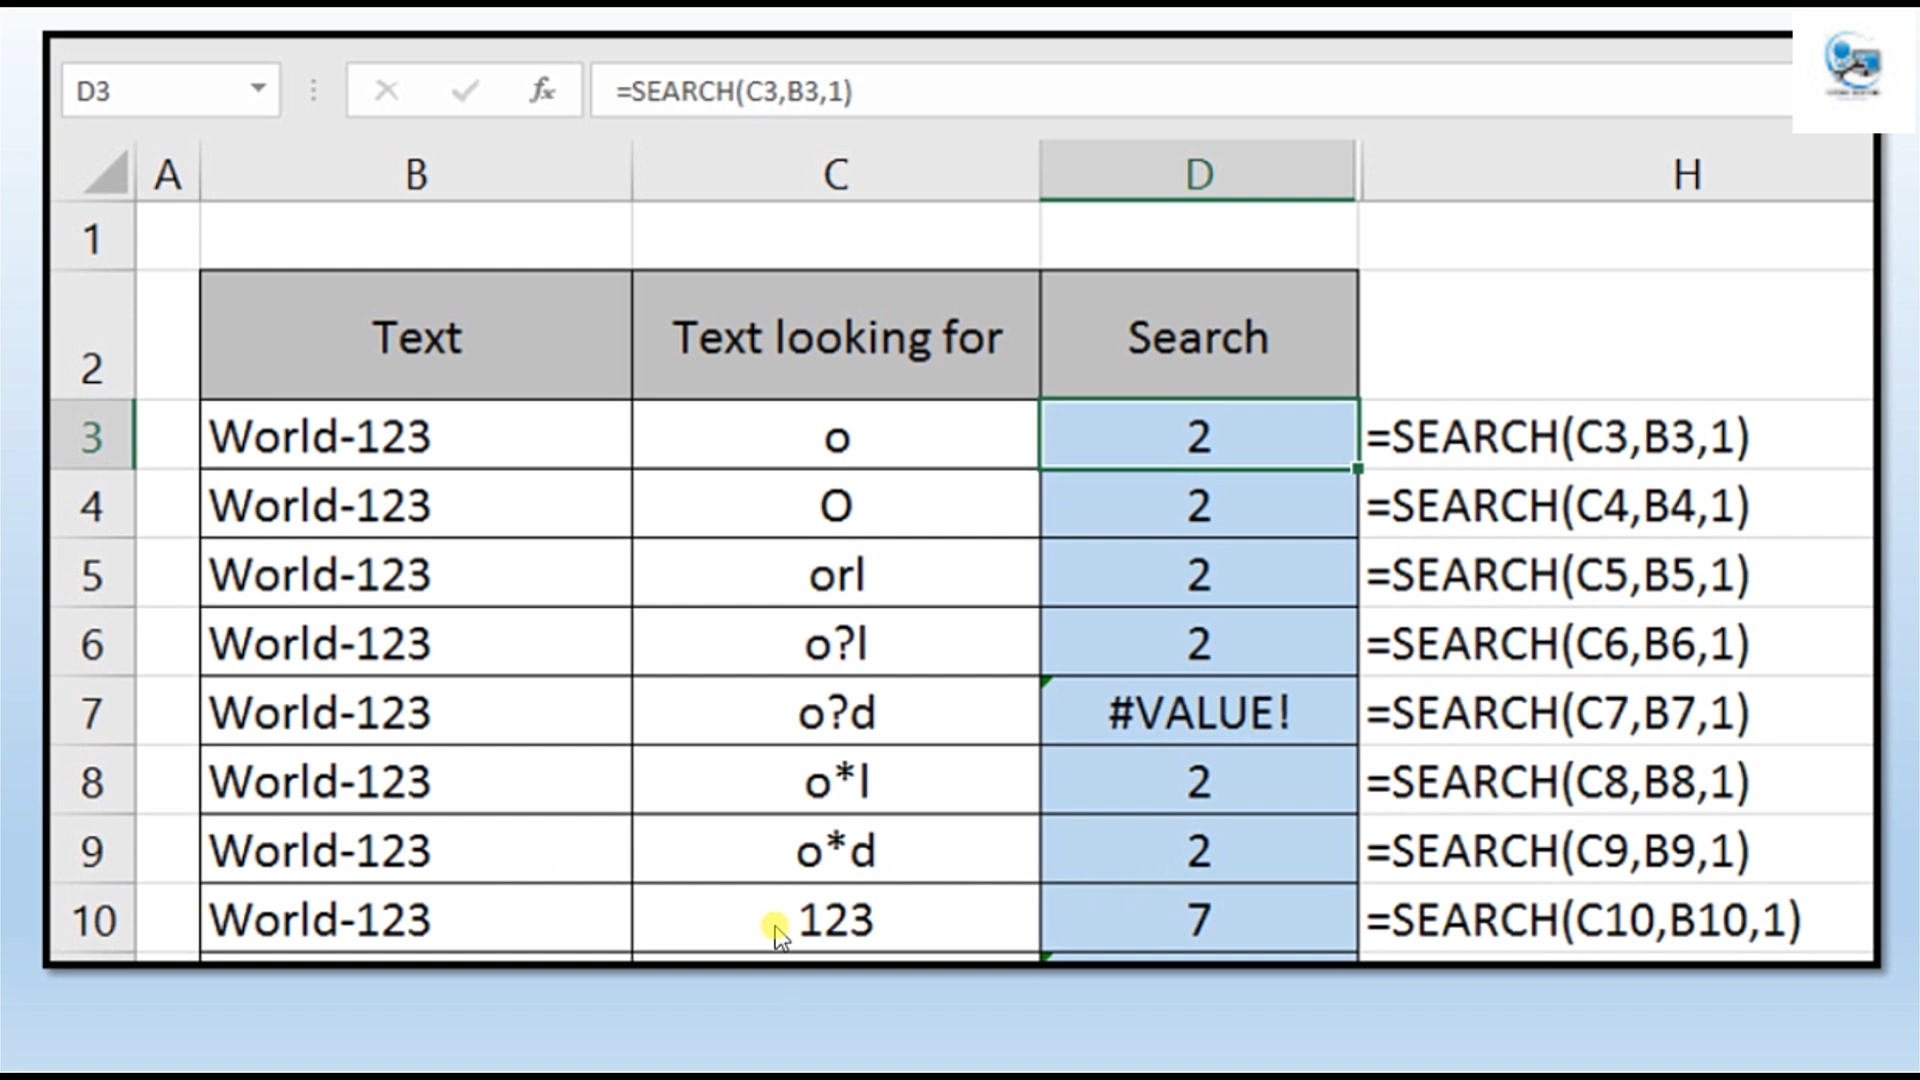 D3 fx =SEARCH(C3,B3,1)
A B C D H
1
2 Text Text looking for Search
3 World-123 o 2 =SEARCH(C3,B3,1)
4 World-123 O 2 =SEARCH(C4,B4,1)
5 World-123 orl 2 =SEARCH(C5,B5,1)
6 World-123 o?l 2 =SEARCH(C6,B6,1)
7 World-123 o?d #VALUE! =SEARCH(C7,B7,1)
8 World-123 o*l 2 =SEARCH(C8,B8,1)
9 World-123 o*d 2 =SEARCH(C9,B9,1)
10 World-123 123 7 =SEARCH(C10,B10,1)